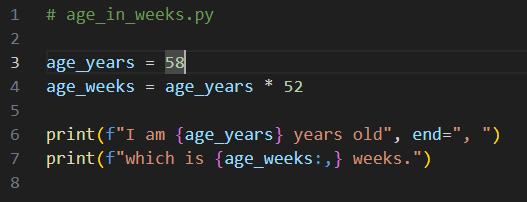 1 # age_in_weeks.py
2
3 age_years = 58
4 age_weeks = age_years * 52
5
6 print(f"I am {age_years} years old", end=", ")
7 print(f"which is {age_weeks:,} weeks.")
8